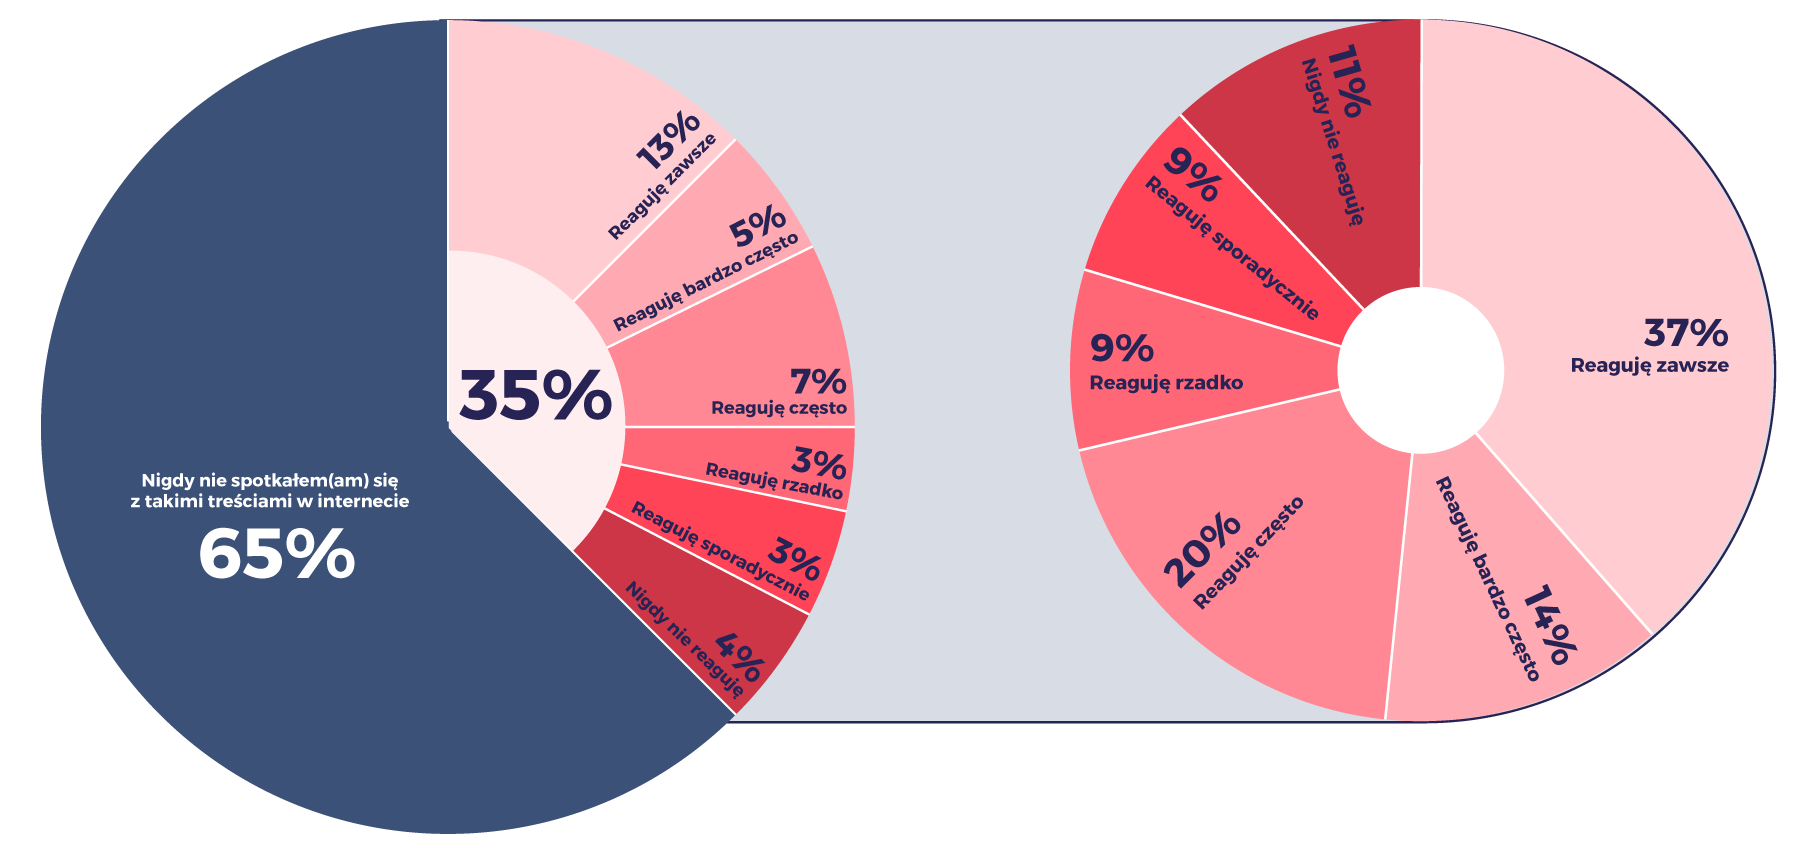 13%
Reaguję zawsze
5%
Reaguję bardzo często
7%
Reaguję często
3%
Reaguję rzadko
3%
Reaguję sporadycznie
4%
Nigdy nie reaguję
35%
Nigdy nie spotkałem(am) się
z takimi treściami w internecie
65%
37%
Reaguję zawsze
14%
Reaguję bardzo często
20%
Reaguję często
9%
Reaguję rzadko
9%
Reaguję sporadycznie
11%
Nigdy nie reaguję